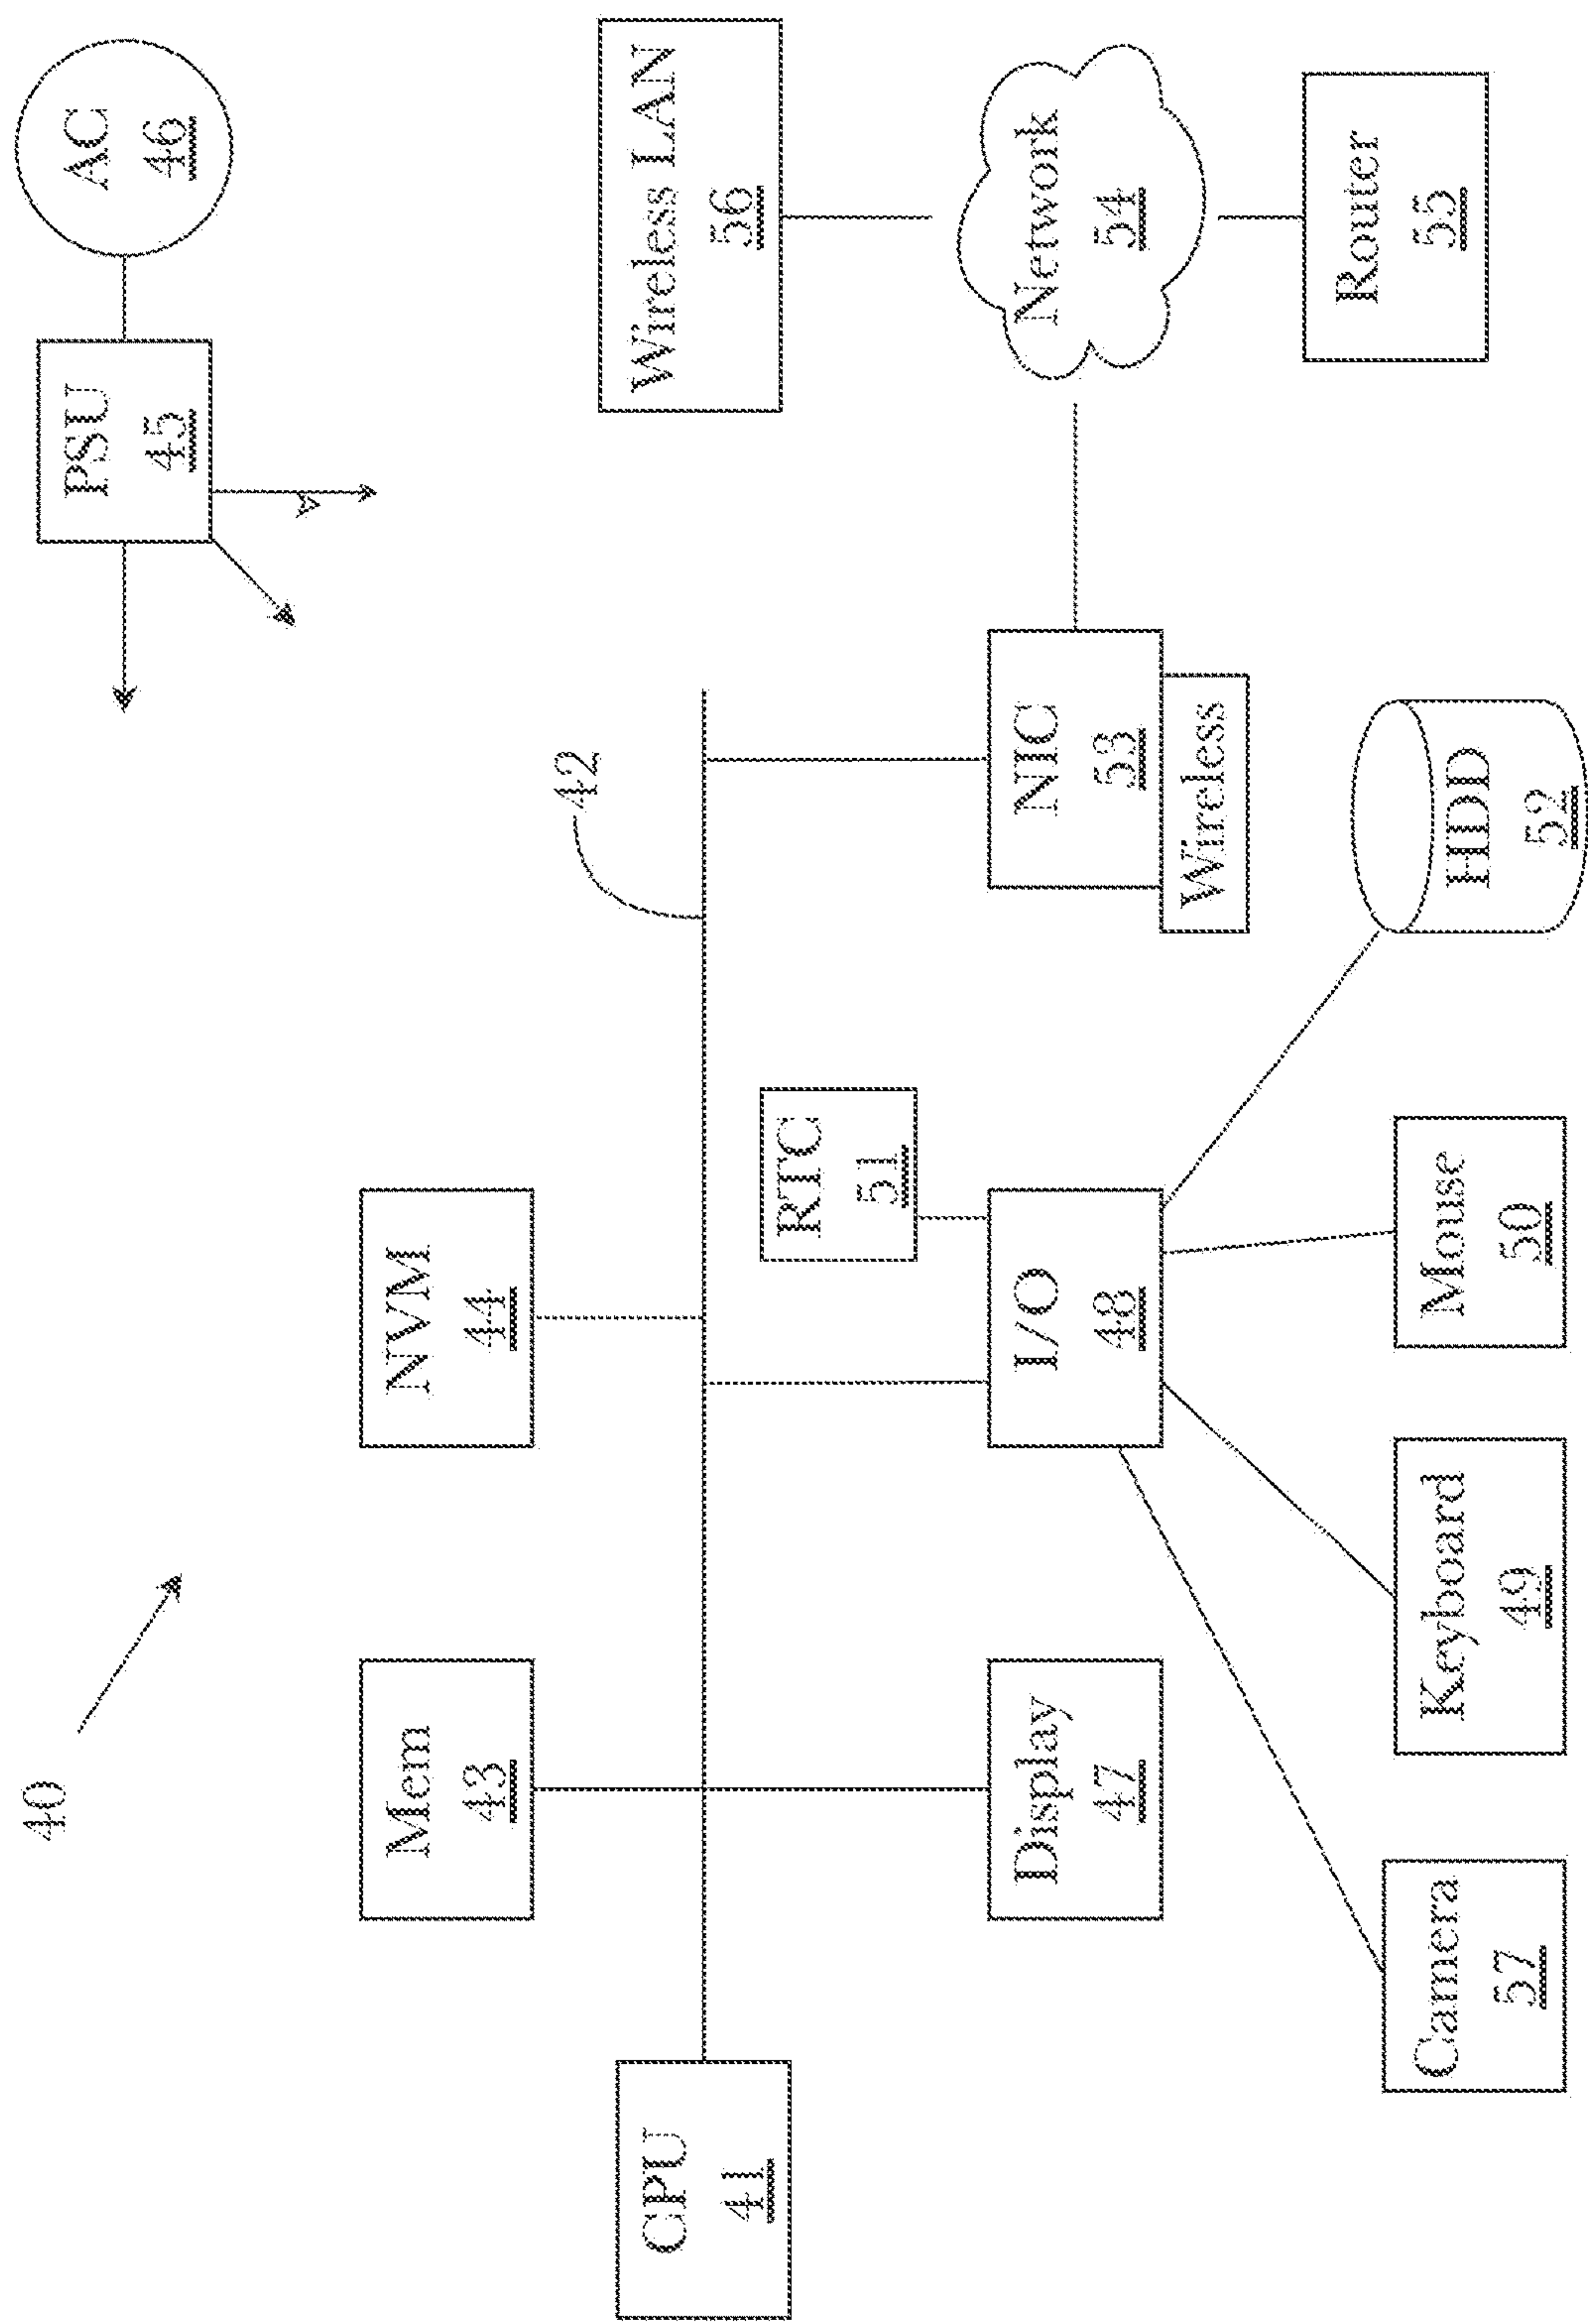 40
PSU
45
AC
46
Mem
43
NVM
44
42
CPU
41
Wireless LAN
56
RTC
51
Display
47
I/O
48
NIC
53
Wireless
Network
54
Camera
57
Keyboard
49
Mouse
50
HDD
52
Router
55